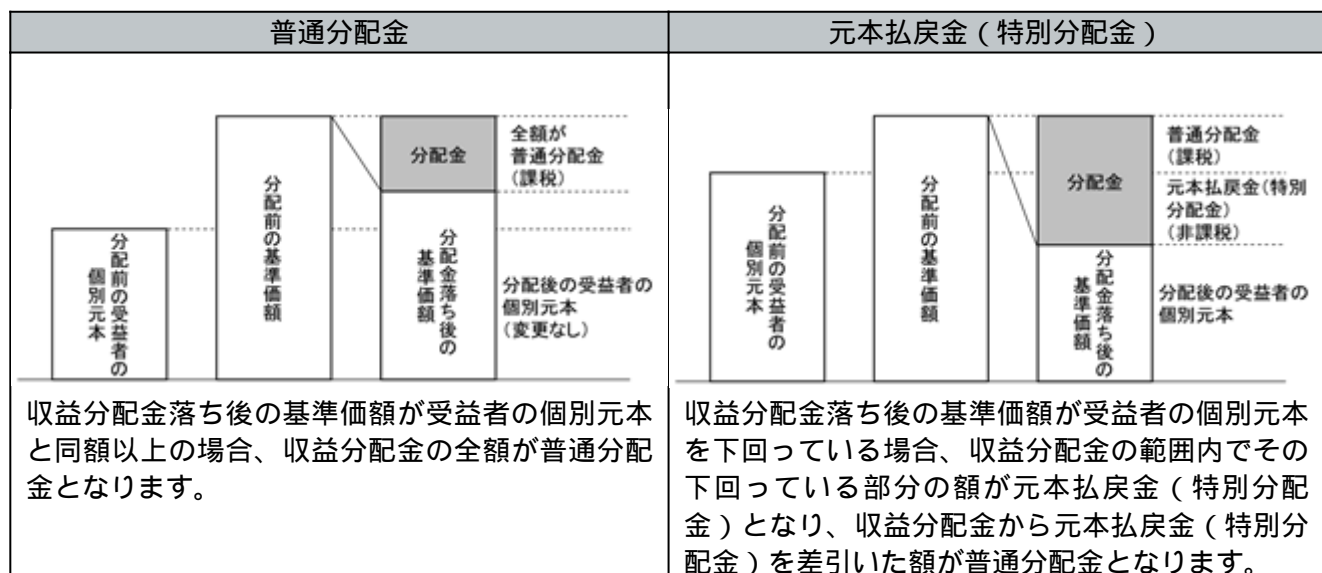 普通分配金
分配前の受益者の
個別元本
分配前の基準価額
分配金
分配金落ち後の
基準価額
全額が
普通分配金
(課税)
分配後の受益者の
個別元本
(変更なし)
収益分配金落ち後の基準価額が受益者の個別元本
と同額以上の場合、収益分配金の全額が普通分配
金となります。
元本払戻金(特別分配金)
分配前の受益者の
個別元本
分配前の基準価額
分配金
分配金落ち後の
基準価額
普通分配金
(課税)
元本払戻金(特別
分配金)
(非課税)
分配後の受益者の
個別元本
収益分配金落ち後の基準価額が受益者の個別元本
を下回っている場合、収益分配金の範囲内でその
下回っている部分の額が元本払戻金(特別分配
金)となり、収益分配金から元本払戻金(特別分
配金)を差引いた額が普通分配金となります。